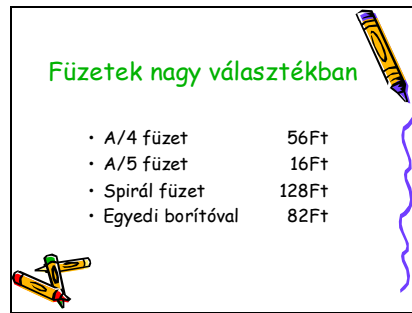 Füzetek nagy választékban
• A/4 füzet 56Ft
• A/5 füzet 16Ft
• Spirál füzet 128Ft
• Egyedi borítóval 82Ft